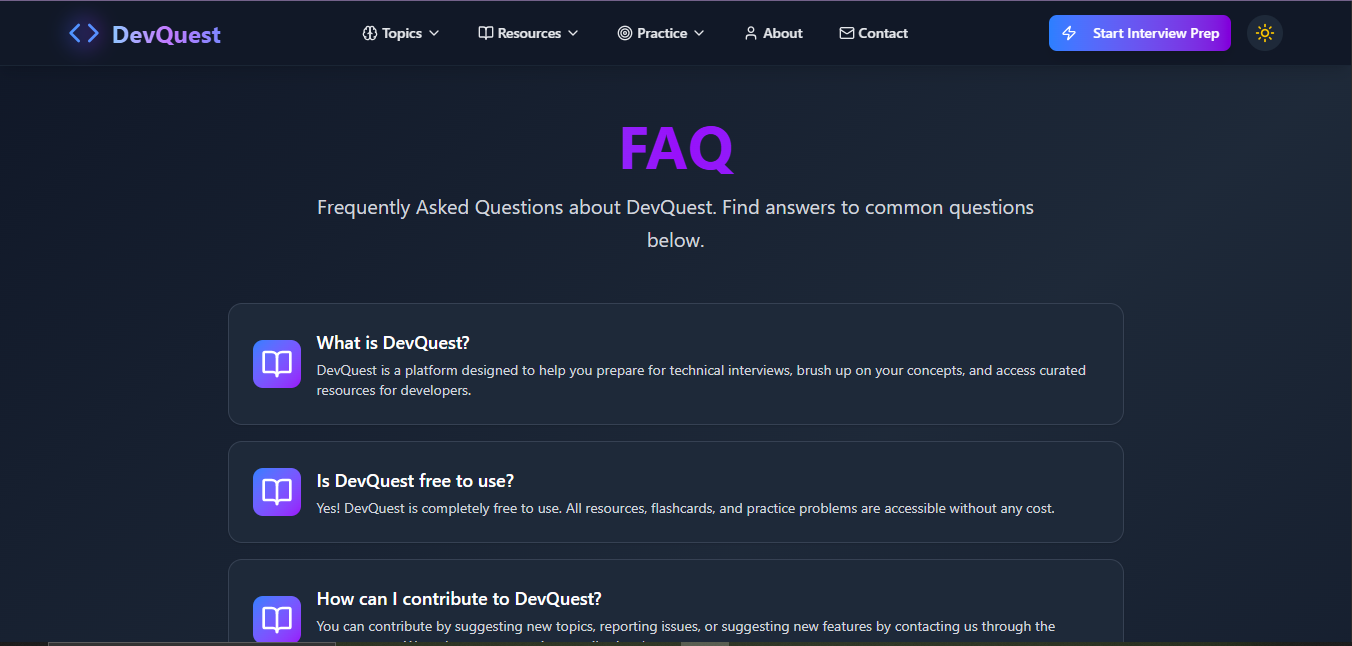 DevQuest
Topics
Resources
Practice
About
Contact
Start Interview Prep
FAQ
Frequently Asked Questions about DevQuest. Find answers to common questions
below.
What is DevQuest?
DevQuest is a platform designed to help you prepare for technical interviews, brush up on your concepts, and access curated
resources for developers.
Is DevQuest free to use?
Yes! DevQuest is completely free to use. All resources, flashcards, and practice problems are accessible without any cost.
How can I contribute to DevQuest?
You can contribute by suggesting new topics, reporting issues, or suggesting new features by contacting us through the